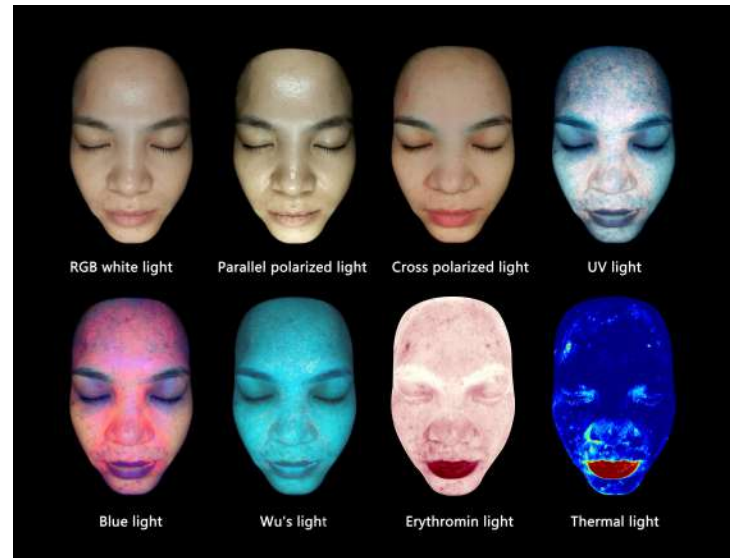 RGB white light
Parallel polarized light
Cross polarized light
UV light
Blue light
Wu's light
Erythromin light
Thermal light